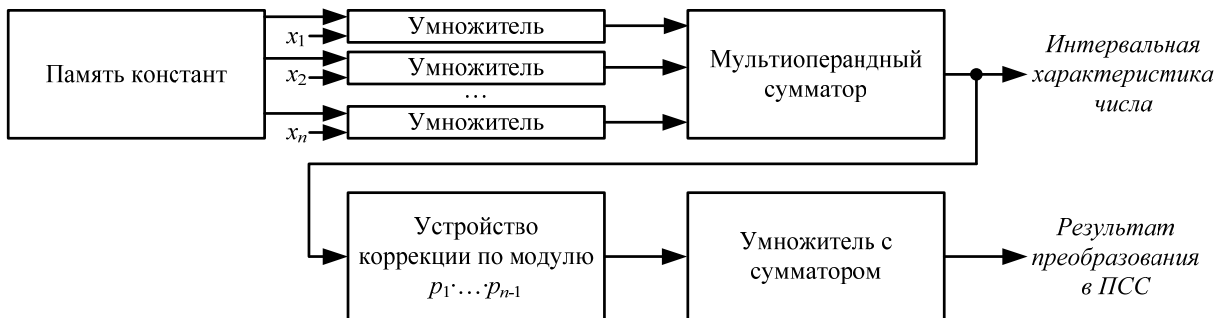 Память констант
x1
x2
xn
Умножитель
Умножитель
…
Умножитель
Мультиоперандный
сумматор
Интервальная
характеристика
числа
Устройство
коррекции по модулю
p1·…·pn-1
Умножитель с
сумматором
Результат
преобразования
в ПСС